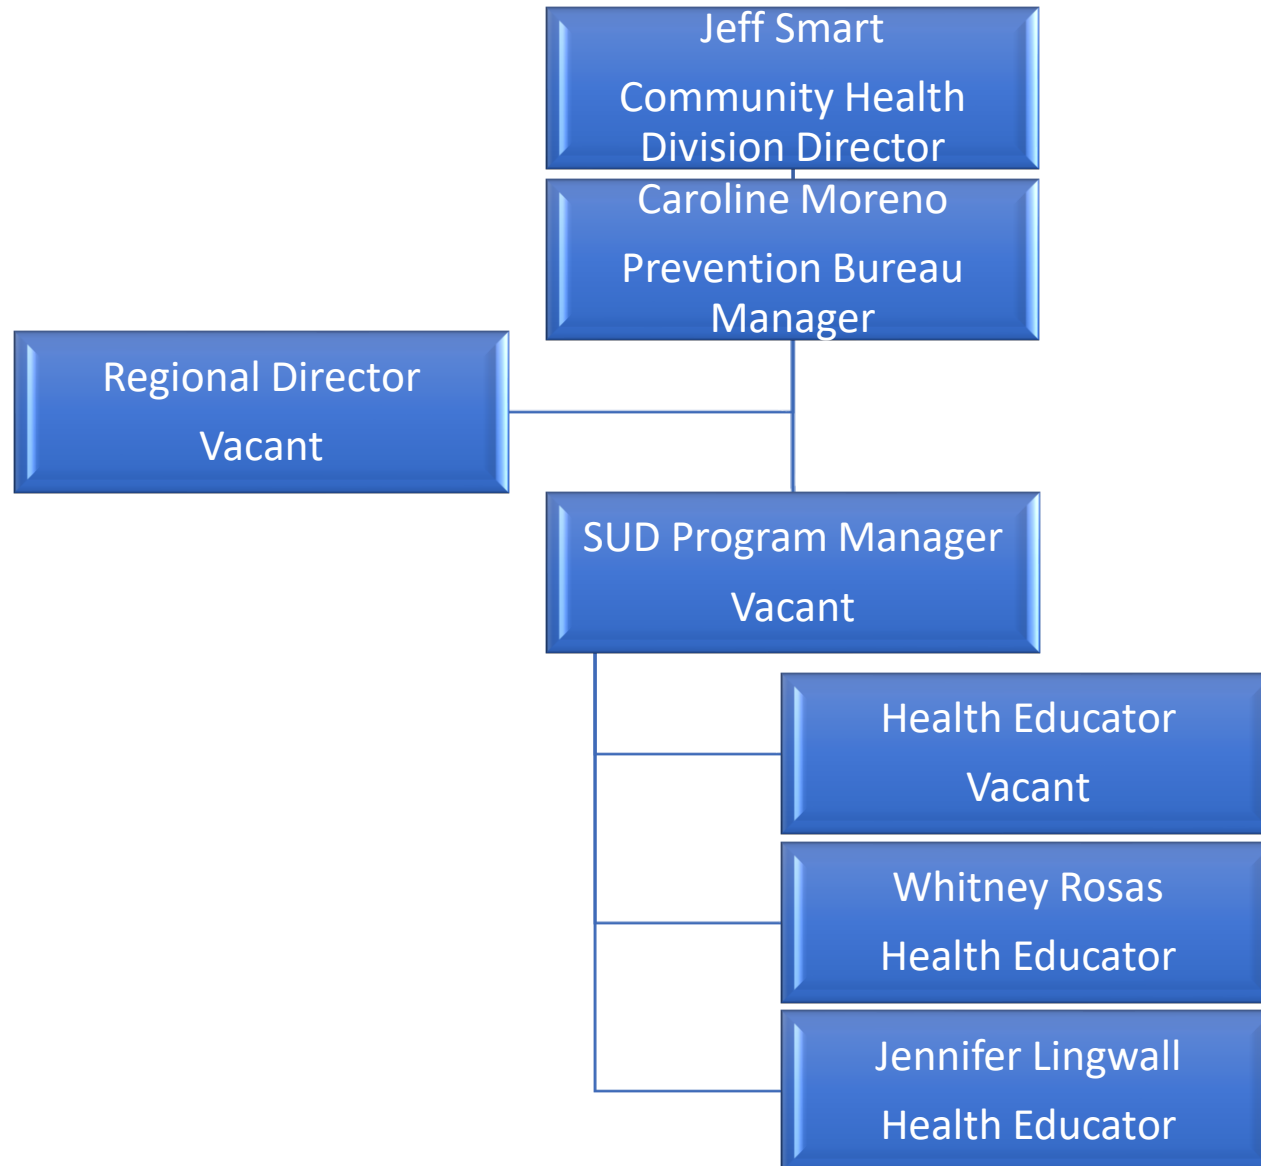 Jeff Smart
Community Health
Division Director
Caroline Moreno
Prevention Bureau
Manager
Regional Director
Vacant
SUD Program Manager
Vacant
Health Educator
Vacant
Whitney Rosas
Health Educator
Jennifer Lingwall
Health Educator